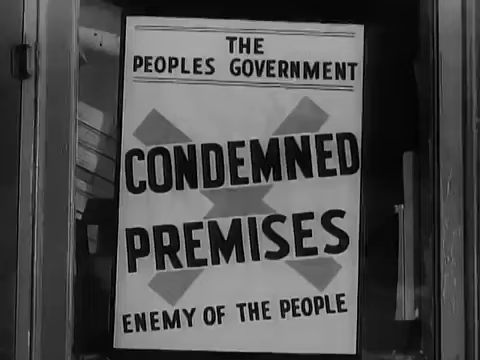 THE
PEOPLES GOVERNMENT
CONDEMNED
PREMISES
ENEMY OF THE PEOPLE